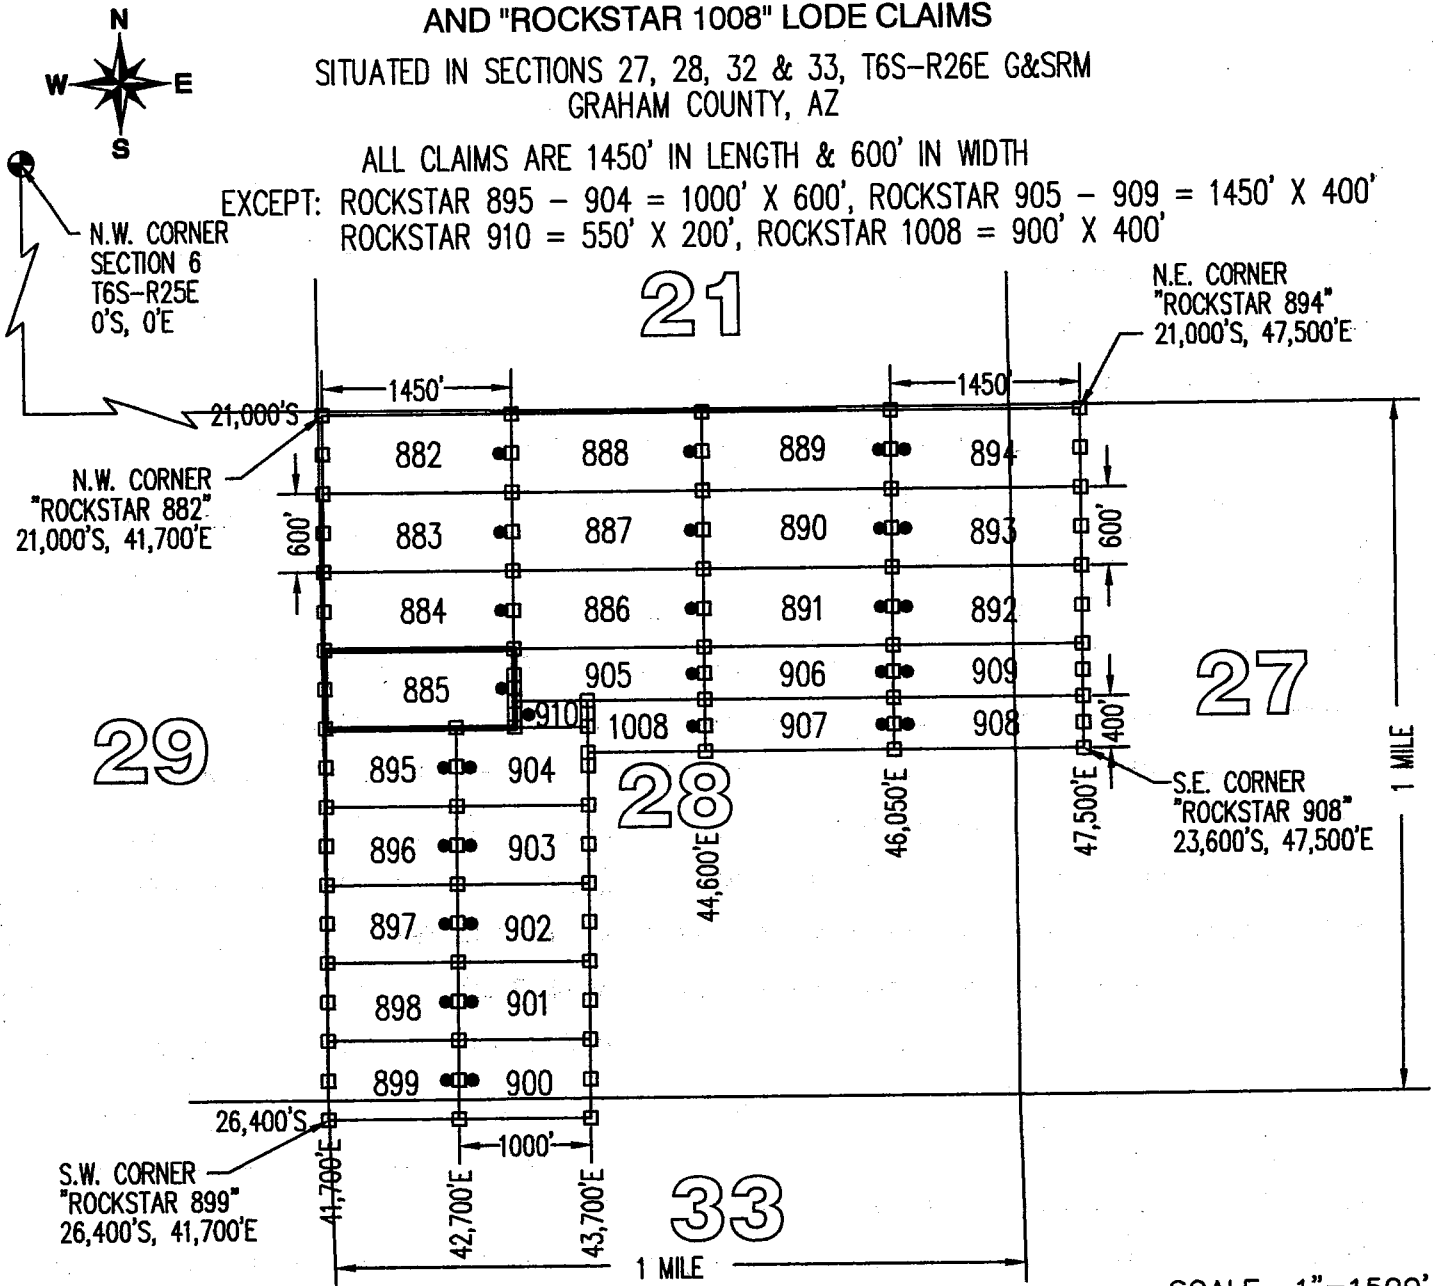 AND "ROCKSTAR 1008" LODE CLAIMS
SITUATED IN SECTIONS 27, 28, 32 & 33, T6S-R26E G&SRM
GRAHAM COUNTY, AZ
N
W E
S
ALL CLAIMS ARE 1450' IN LENGTH & 600' IN WIDTH
EXCEPT: ROCKSTAR 895 - 904 = 1000' X 600', ROCKSTAR 905 - 909 = 1450' X 400'
ROCKSTAR 910 = 550' X 200', ROCKSTAR 1008 = 900' X 400'
N.W. CORNER
SECTION 6
T6S-R25E
0'S, 0'E
21
N.E. CORNER
"ROCKSTAR 894"
21,000'S, 47,500'E
1450' 1450'
21,000'S
N.W. CORNER
"ROCKSTAR 882"
21,000'S, 41,700'E
882 888 889 894
600' 883 887 890 893 600'
884 886 891 892
885 905 906 909
910 1008 907 908 400'
27
29
28
895 904
896 903
897 902
898 901
899 900
44,600'E
46,050'E
47,500'E
S.E. CORNER
"ROCKSTAR 908"
23,600'S, 47,500'E
1 MILE
26,400'S
1000'
S.W. CORNER
"ROCKSTAR 899"
26,400'S, 41,700'E
41,700'E
42,700'E
43,700'E
33
1 MILE
SCALE 1"=1500'